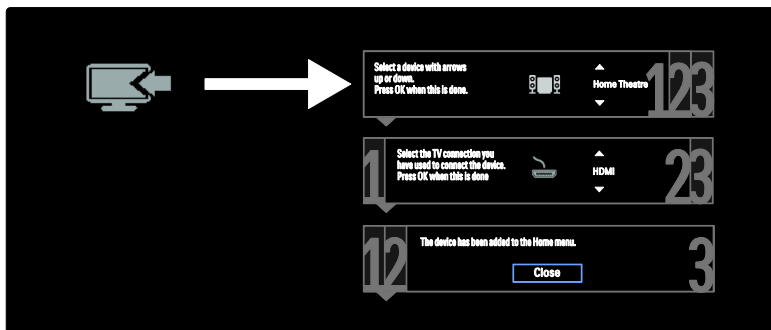 Select a device with arrows
up or down.
Press OK when this is done.
Home Theatre
123
1
Select the TV connection you
have used to connect the device.
Press OK when this is done
HDMI
23
12
The device has been added to the Home menu.
Close
3